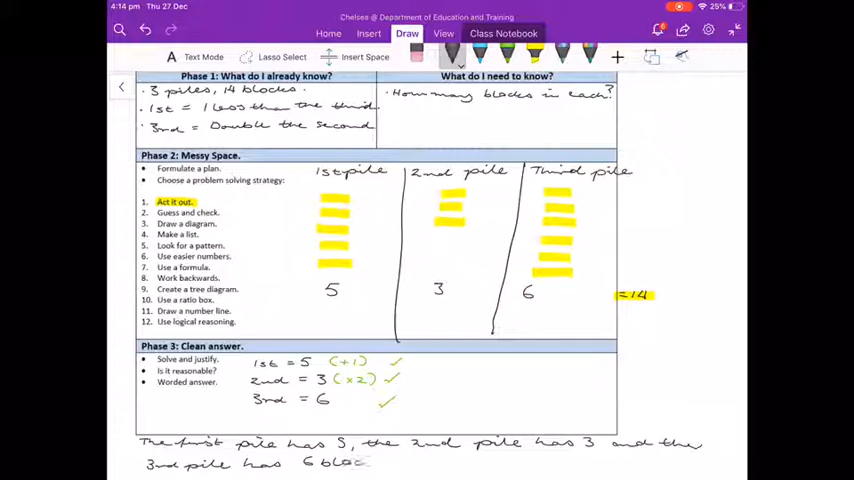 4:14 pm Thu 27 Dec
25%
Chelsea @ Department of Education and Training
Home Insert Draw View Class Notebook
6
A Text Mode Lasso Select Insert Space
Phase 1: What do I already know? What do I need to know?
· 3 piles, 14 blocks.
· 1st = 1 less than the third.
· 3rd = Double the second
· How many blocks in each?
Phase 2: Messy Space.
• Formulate a plan.
• Choose a problem solving strategy:
1. Act it out.
2. Guess and check.
3. Draw a diagram.
4. Make a list.
5. Look for a pattern.
6. Use easier numbers.
7. Use a formula.
8. Work backwards.
9. Create a tree diagram.
10. Use a ratio box.
11. Draw a number line.
12. Use logical reasoning.
1st pile 2nd pile Third pile
5 3 6 =14
Phase 3: Clean answer.
• Solve and justify.
• Is it reasonable?
• Worded answer.
1st = 5 (+1) ✓
2nd = 3 (x2) ✓
3rd = 6 ✓
The first pile has 5, the 2nd pile has 3 and the
3rd pile has 6 bloc